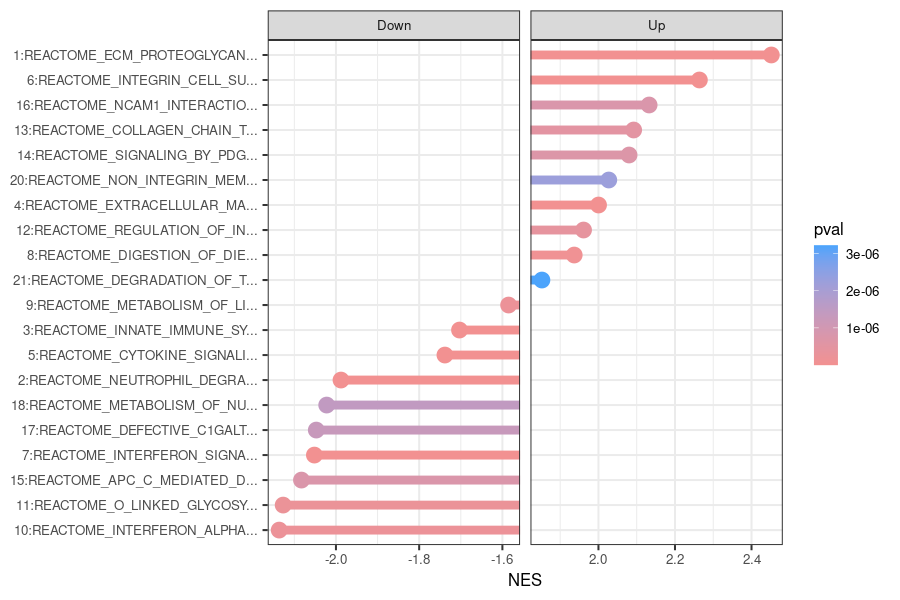 Down
Up
1:REACTOME_ECM_PROTEOGLYCAN...
6:REACTOME_INTEGRIN_CELL_SU...
16:REACTOME_NCAM1_INTERACTIO...
13:REACTOME_COLLAGEN_CHAIN_T...
14:REACTOME_SIGNALING_BY_PDG...
20:REACTOME_NON_INTEGRIN_MEM...
4:REACTOME_EXTRACELLULAR_MA...
12:REACTOME_REGULATION_OF_IN...
8:REACTOME_DIGESTION_OF_DIE...
21:REACTOME_DEGRADATION_OF_T...
9:REACTOME_METABOLISM_OF_LI...
3:REACTOME_INNATE_IMMUNE_SY...
5:REACTOME_CYTOKINE_SIGNALI...
2:REACTOME_NEUTROPHIL_DEGRA...
18:REACTOME_METABOLISM_OF_NU...
17:REACTOME_DEFECTIVE_C1GALT...
7:REACTOME_INTERFERON_SIGNA...
15:REACTOME_APC_C_MEDIATED_D...
11:REACTOME_O_LINKED_GLYCOSY...
10:REACTOME_INTERFERON_ALPHA...
-2.0 -1.8 -1.6 2.0 2.2 2.4
NES
pval
3e-06
2e-06
1e-06